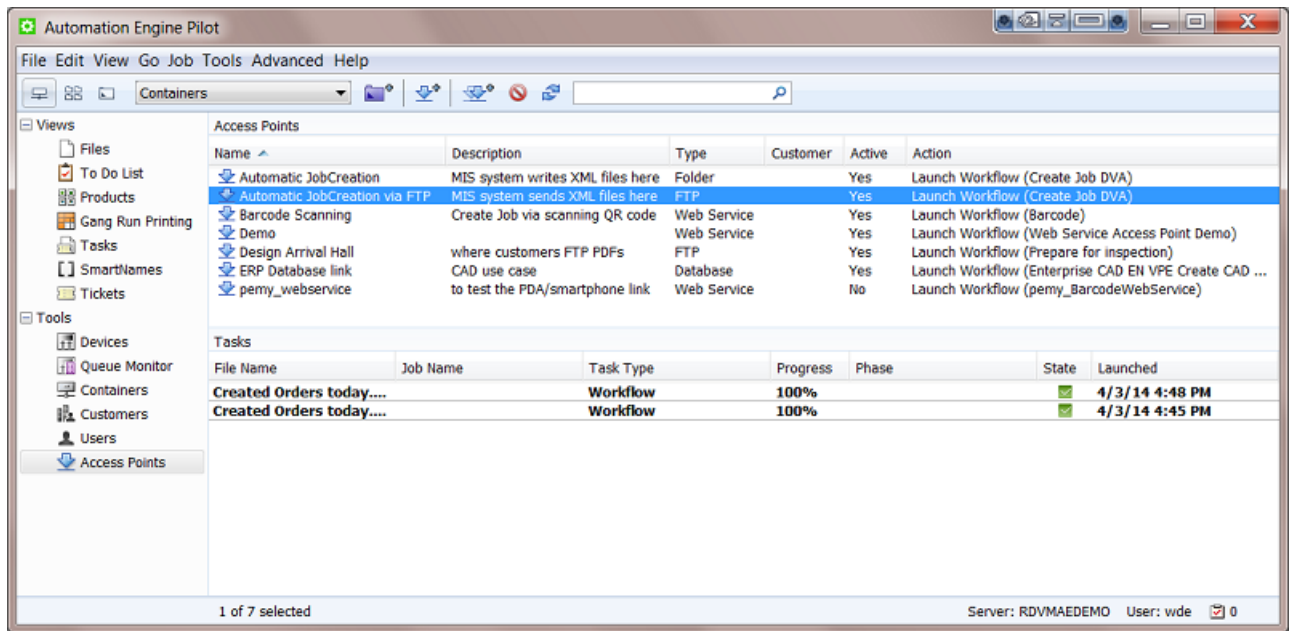 Automation Engine Pilot
File Edit View Go Job Tools Advanced Help
Containers
Views
Files
To Do List
Products
Gang Run Printing
Tasks
SmartNames
Tickets
Tools
Devices
Queue Monitor
Containers
Customers
Users
Access Points
Access Points
Name Description Type Customer Active Action
Automatic JobCreation MIS system writes XML files here Folder Yes Launch Workflow (Create Job DVA)
Automatic JobCreation via FTP MIS system sends XML files here FTP Yes Launch Workflow (Create Job DVA)
Barcode Scanning Create Job via scanning QR code Web Service Yes Launch Workflow (Barcode)
Demo Web Service Yes Launch Workflow (Web Service Access Point Demo)
Design Arrival Hall where customers FTP PDFs FTP Yes Launch Workflow (Prepare for inspection)
ERP Database link CAD use case Database Yes Launch Workflow (Enterprise CAD EN VPE Create CAD ...
pemy_webservice to test the PDA/smartphone link Web Service No Launch Workflow (pemy_BarcodeWebService)
Tasks
File Name Job Name Task Type Progress Phase State Launched
Created Orders today.... Workflow 100% 4/3/14 4:48 PM
Created Orders today.... Workflow 100% 4/3/14 4:45 PM
1 of 7 selected Server: RDVMAEDEMO User: wde 0